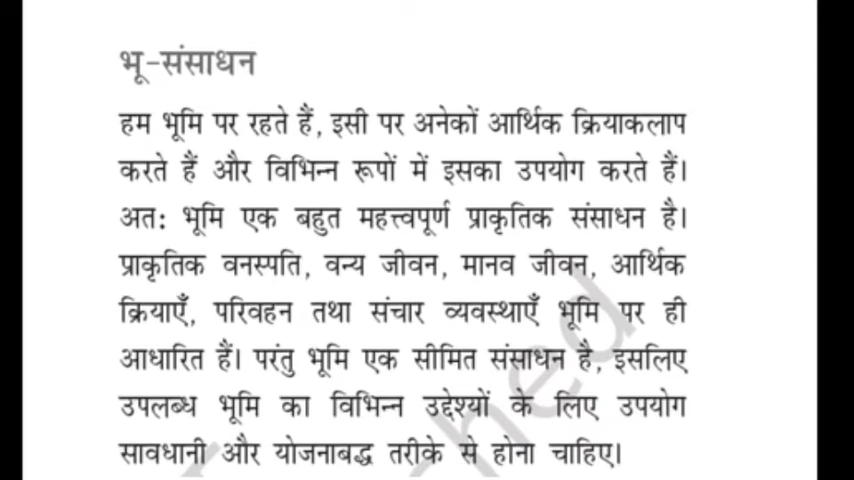 भू-संसाधन
हम भूमि पर रहते हैं, इसी पर अनेकों आर्थिक क्रियाकलाप
करते हैं और विभिन्न रूपों में इसका उपयोग करते हैं।
अतः भूमि एक बहुत महत्त्वपूर्ण प्राकृतिक संसाधन है।
प्राकृतिक वनस्पति, वन्य जीवन, मानव जीवन, आर्थिक
क्रियाएँ, परिवहन तथा संचार व्यवस्थाएँ भूमि पर ही
आधारित हैं। परंतु भूमि एक सीमित संसाधन है, इसलिए
उपलब्ध भूमि का विभिन्न उद्देश्यों के लिए उपयोग
सावधानी और योजनाबद्ध तरीके से होना चाहिए।